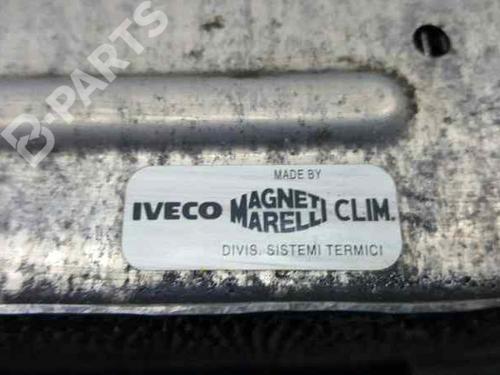 B-PARTS
MADE BY
IVECO MAGNETI MARELLI CLIM.
DIVIS. SISTEMI TERMICI